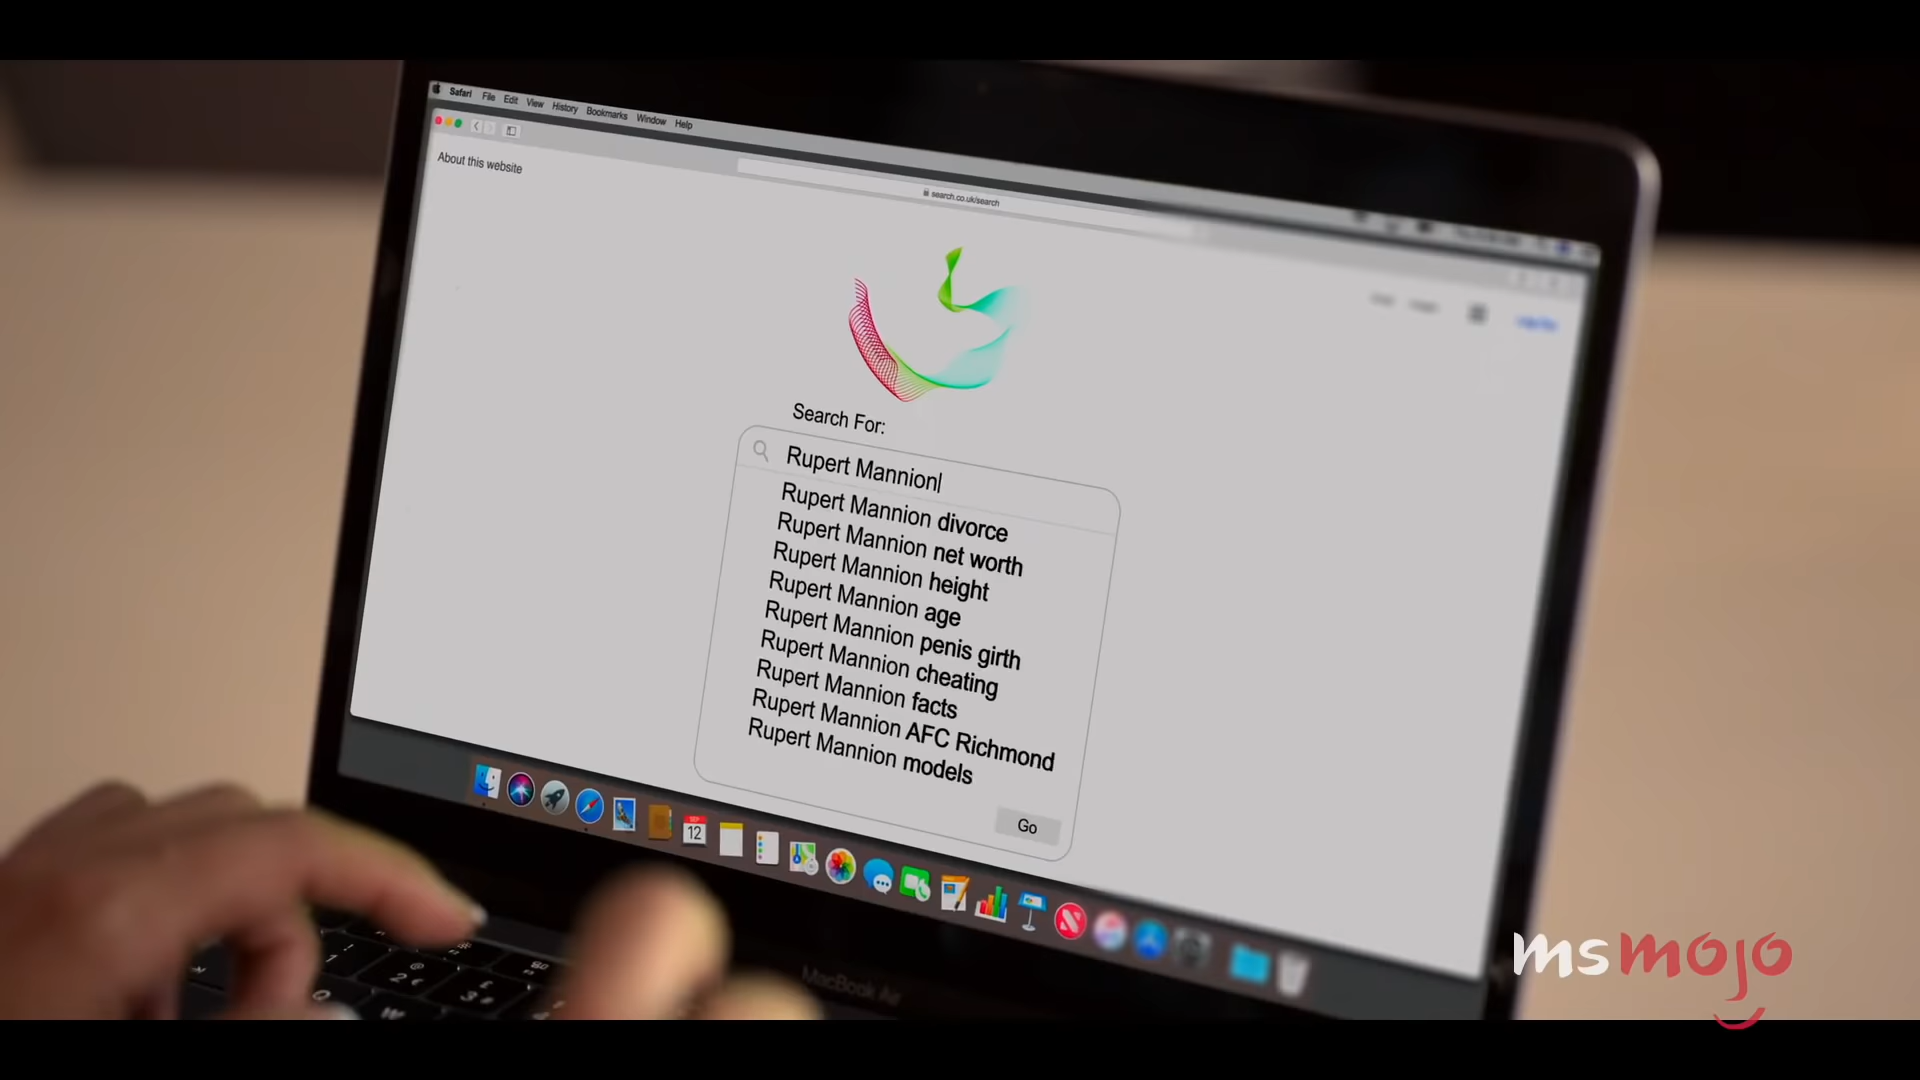 Safari File Edit View History Bookmarks Window Help
search.co.uk/search
About this website
Search For:
Rupert Mannion
Rupert Mannion divorce
Rupert Mannion net worth
Rupert Mannion height
Rupert Mannion age
Rupert Mannion penis girth
Rupert Mannion cheating
Rupert Mannion facts
Rupert Mannion AFC Richmond
Rupert Mannion models
Go
SEP
12
MacBook Air
msmojo